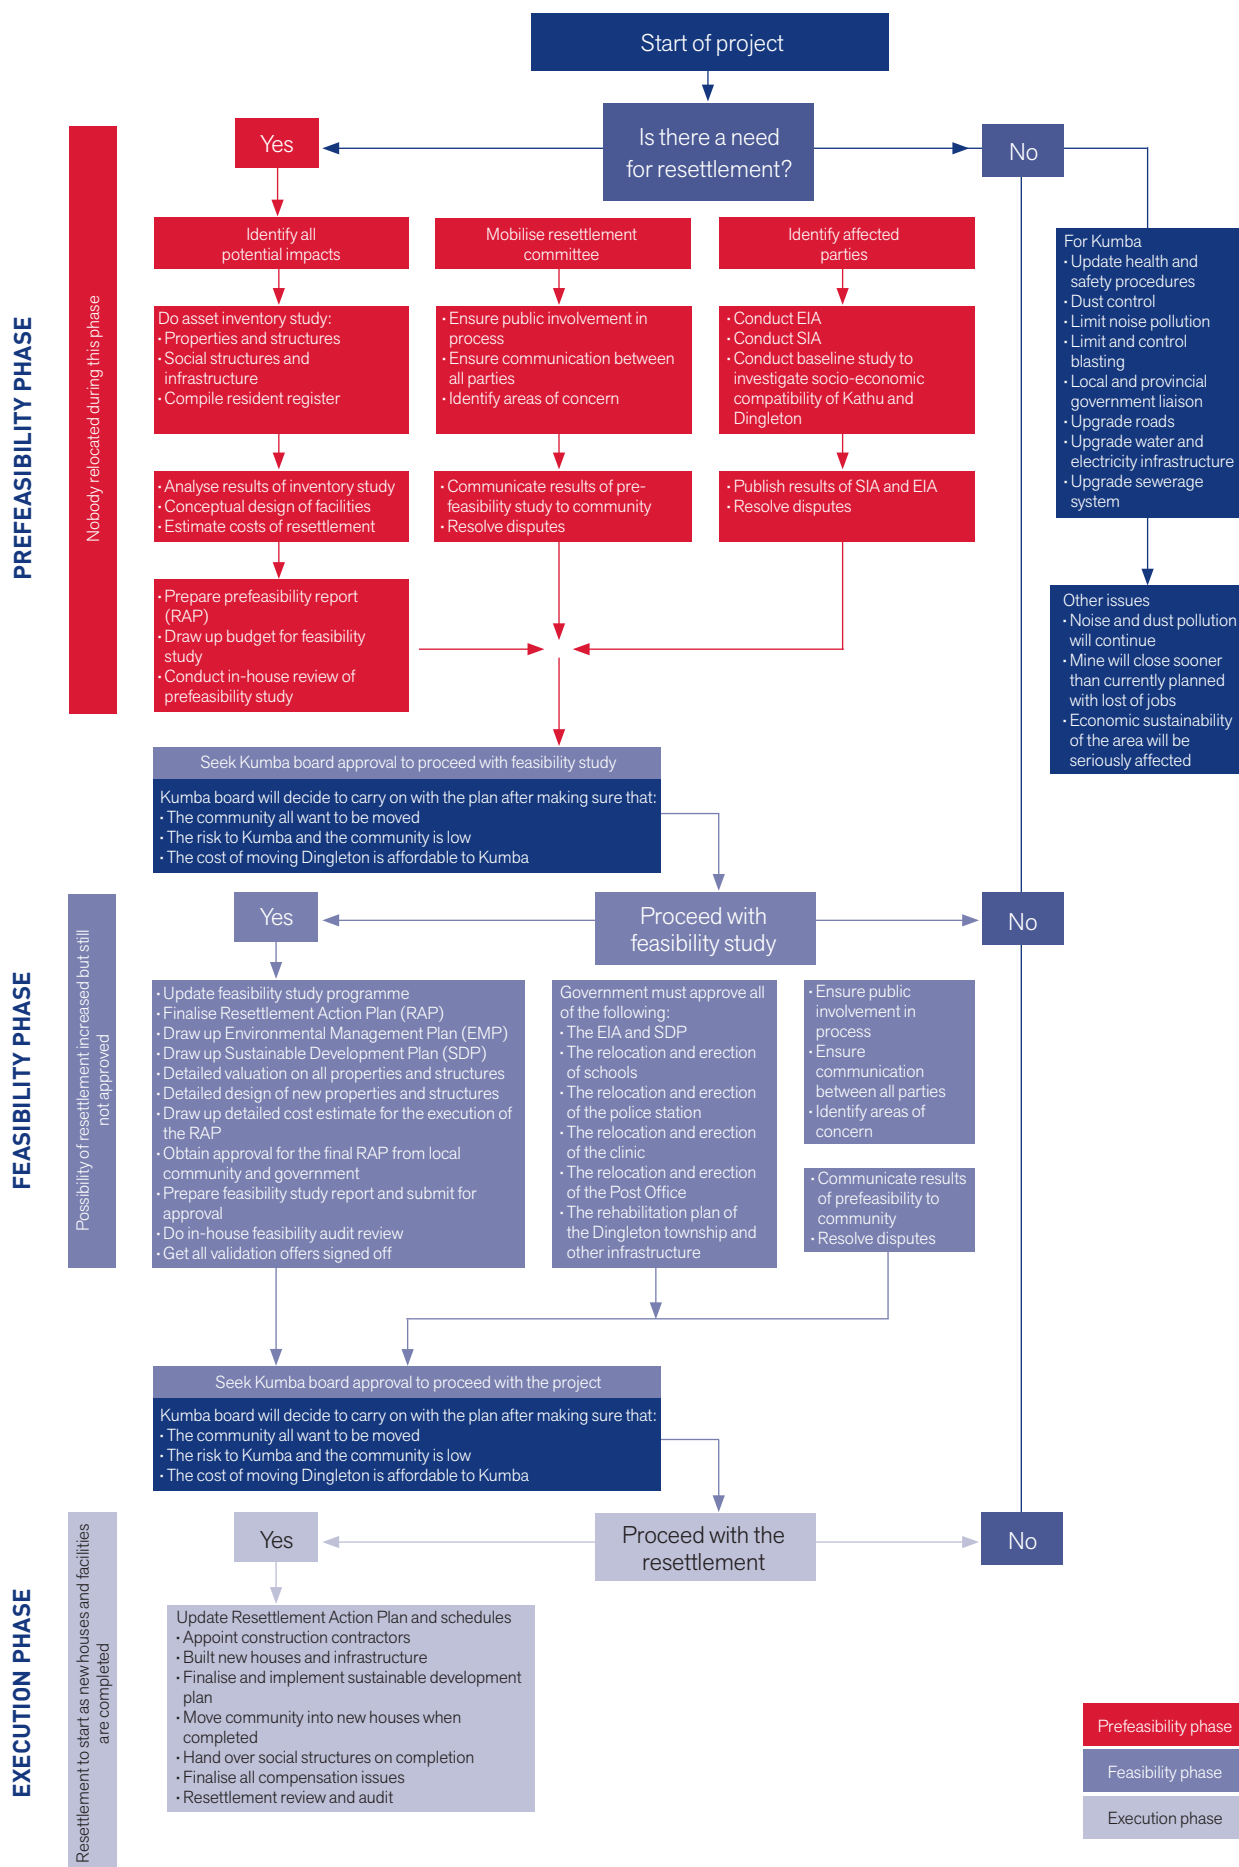 Start of project
Is there a need
for resettlement?
Yes
No
PREFEASIBILITY PHASE
Nobody relocated during this phase
Identify all
potential impacts
Mobilise resettlement
committee
Identify affected
parties
Do asset inventory study:
• Properties and structures
• Social structures and
infrastructure
• Compile resident register
• Ensure public involvement in
process
• Ensure communication between
all parties
• Identify areas of concern
• Conduct EIA
• Conduct SIA
• Conduct baseline study to
investigate socio-economic
compatibility of Kathu and
Dingleton
• Analyse results of inventory study
• Conceptual design of facilities
• Estimate costs of resettlement
• Communicate results of pre-
feasibility study to community
• Resolve disputes
• Publish results of SIA and EIA
• Resolve disputes
• Prepare prefeasibility report
(RAP)
• Draw up budget for feasibility
study
• Conduct in-house review of
prefeasibility study
For Kumba
• Update health and
safety procedures
• Dust control
• Limit noise pollution
• Limit and control
blasting
• Local and provincial
government liaison
• Upgrade roads
• Upgrade water and
electricity infrastructure
• Upgrade sewerage
system
Other issues
• Noise and dust pollution
will continue
• Mine will close sooner
than currently planned
with lost of jobs
• Economic sustainability
of the area will be
seriously affected
Seek Kumba board approval to proceed with feasibility study
Kumba board will decide to carry on with the plan after making sure that:
• The community all want to be moved
• The risk to Kumba and the community is low
• The cost of moving Dingleton is affordable to Kumba
FEASIBILITY PHASE
Possibility of resettlement increased but still
not approved
Yes
Proceed with
feasibility study
No
• Update feasibility study programme
• Finalise Resettlement Action Plan (RAP)
• Draw up Environmental Management Plan (EMP)
• Draw up Sustainable Development Plan (SDP)
• Detailed valuation on all properties and structures
• Detailed design of new properties and structures
• Draw up detailed cost estimate for the execution of
the RAP
• Obtain approval for the final RAP from local
community and government
• Prepare feasibility study report and submit for
approval
• Do in-house feasibility audit review
• Get all validation offers signed off
Government must approve all
of the following:
• The EIA and SDP
• The relocation and erection
of schools
• The relocation and erection
of the police station
• The relocation and erection
of the clinic
• The relocation and erection
of the Post Office
• The rehabilitation plan of
the Dingleton township and
other infrastructure
• Ensure public
involvement in
process
• Ensure
communication
between all parties
• Identify areas of
concern
• Communicate results
of prefeasibility to
community
• Resolve disputes
Seek Kumba board approval to proceed with the project
Kumba board will decide to carry on with the plan after making sure that:
• The community all want to be moved
• The risk to Kumba and the community is low
• The cost of moving Dingleton is affordable to Kumba
EXECUTION PHASE
Resettlement to start as new houses and facilities
are completed
Yes
Proceed with the
resettlement
No
Update Resettlement Action Plan and schedules
• Appoint construction contractors
• Built new houses and infrastructure
• Finalise and implement sustainable development
plan
• Move community into new houses when
completed
• Hand over social structures on completion
• Finalise all compensation issues
• Resettlement review and audit
Prefeasibility phase
Feasibility phase
Execution phase